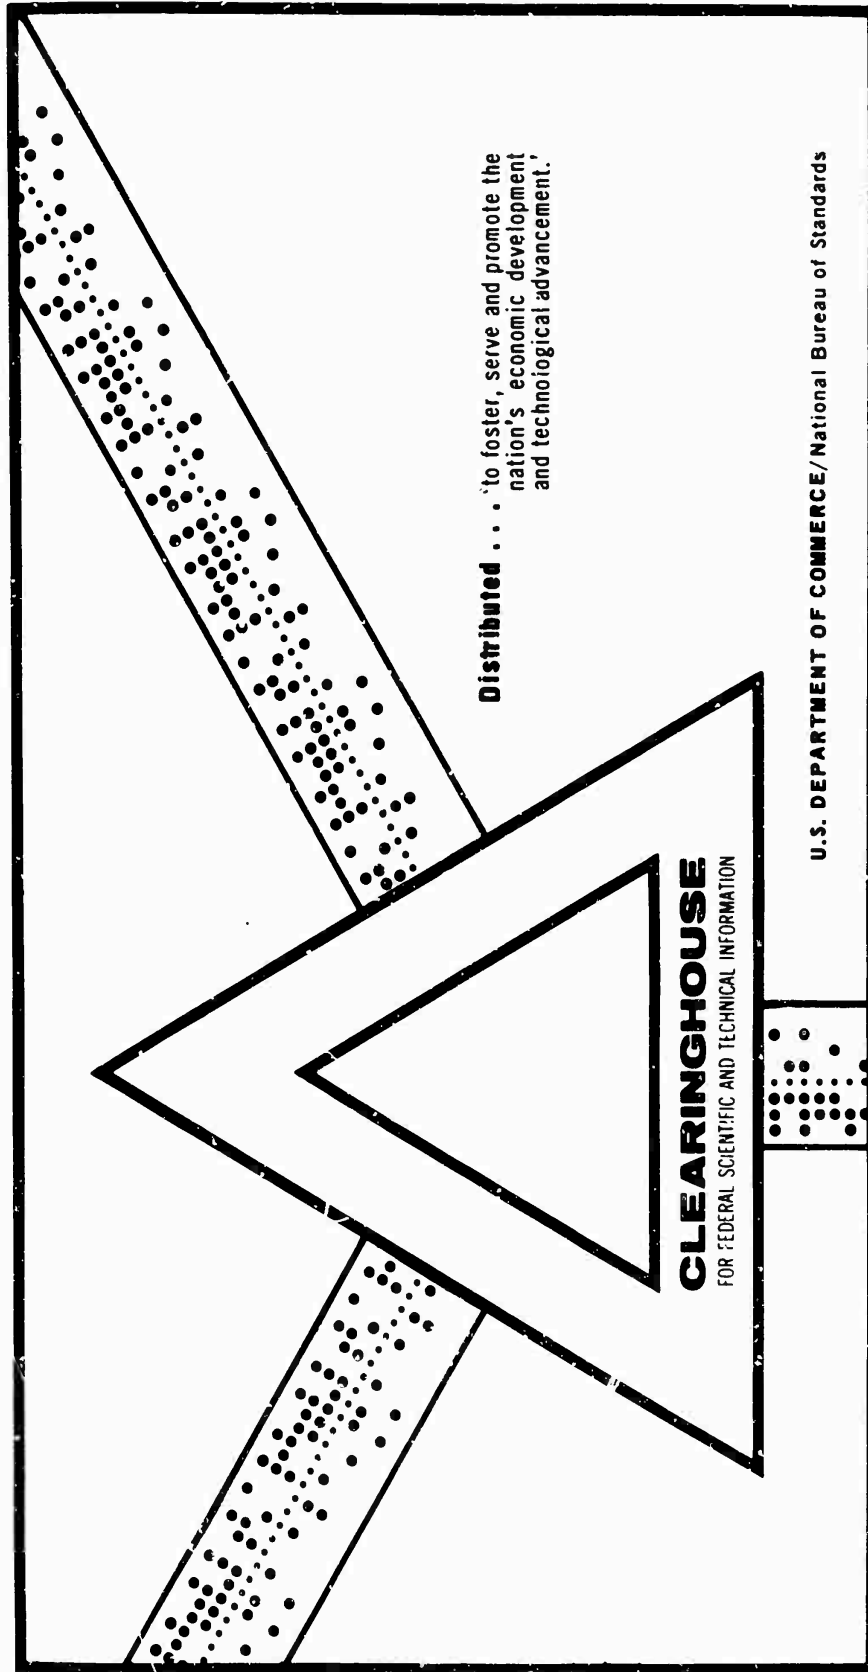 Distributed . . . 'to foster, serve and promote the
nation's economic development
and technological advancement.'
CLEARINGHOUSE
FOR FEDERAL SCIENTIFIC AND TECHNICAL INFORMATION
U.S. DEPARTMENT OF COMMERCE/National Bureau of Standards